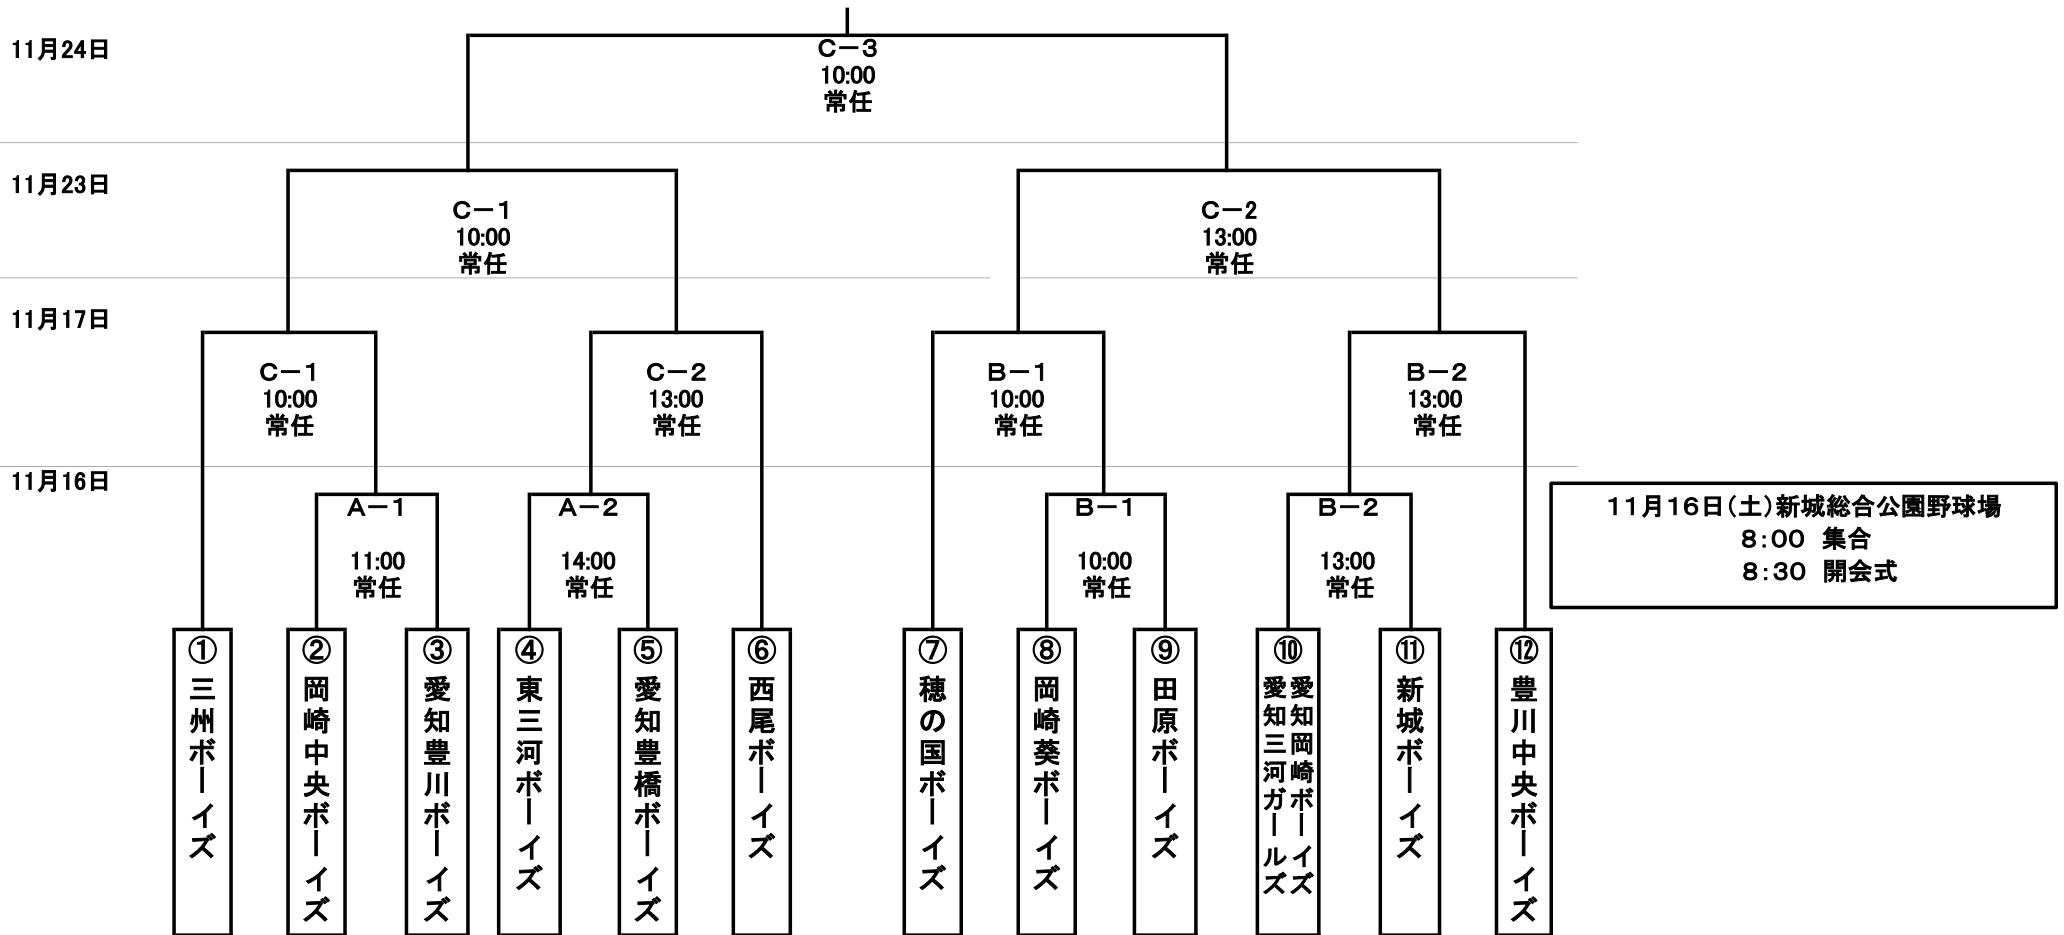 11月24日
C－3
10:00
常任
11月23日
C－1
10:00
常任
C－2
13:00
常任
11月17日
C－1
10:00
常任
C－2
13:00
常任
B－1
10:00
常任
B－2
13:00
常任
11月16日
A－1
11:00
常任
A－2
14:00
常任
B－1
10:00
常任
B－2
13:00
常任
11月16日(土)新城総合公園野球場
8:00 集合
8:30 開会式
①三州ボーイズ
②岡崎中央ボーイズ
③愛知豊川ボーイズ
④東三河ボーイズ
⑤愛知豊橋ボーイズ
⑥西尾ボーイズ
⑦穂の国ボーイズ
⑧岡崎葵ボーイズ
⑨田原ボーイズ
⑩愛知岡崎ボーイズ
愛知三河ガールズ
⑪新城ボーイズ
⑫豊川中央ボーイズ